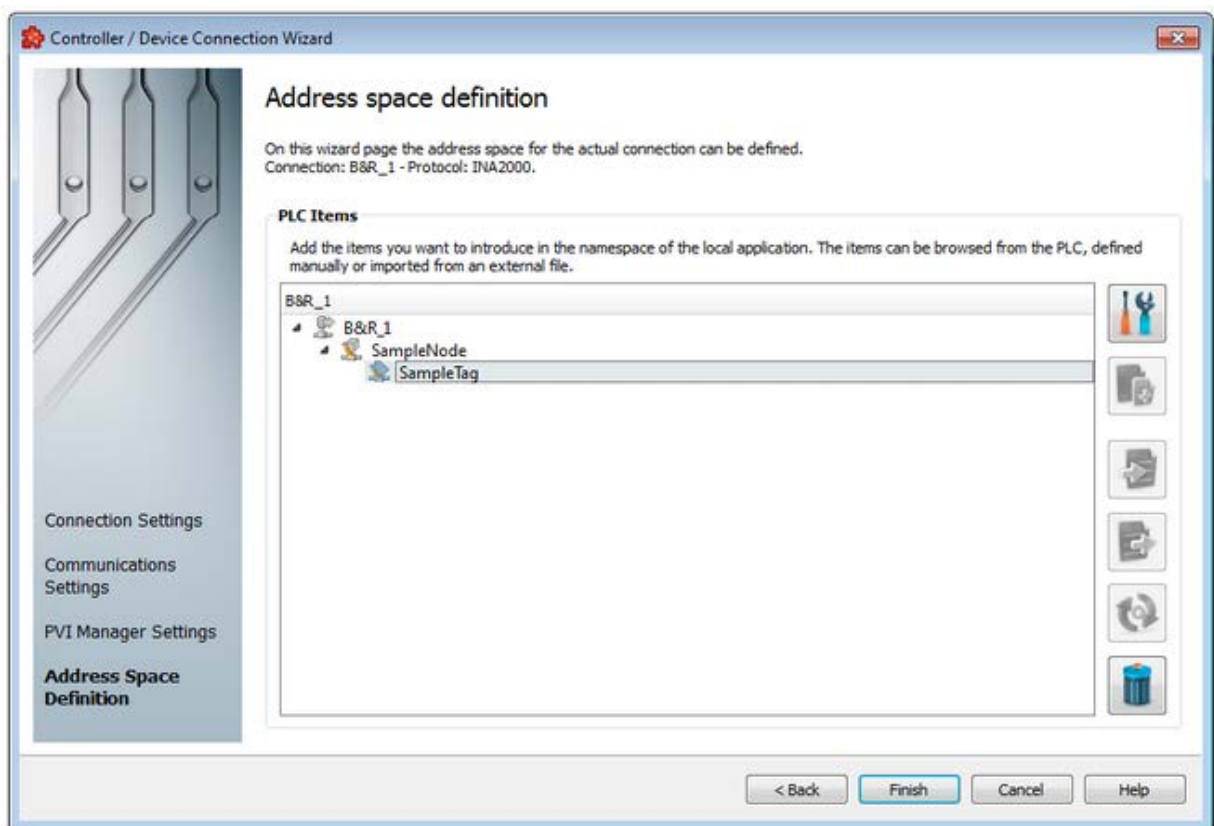 Controller / Device Connection Wizard
Address space definition
On this wizard page the address space for the actual connection can be defined.
Connection: B&R_1 - Protocol: INA2000.
PLC Items
Add the items you want to introduce in the namespace of the local application. The items can be browsed from the PLC, defined
manually or imported from an external file.
B&R_1
B&R_1
SampleNode
SampleTag
Connection Settings
Communications
Settings
PVI Manager Settings
Address Space
Definition
< Back
Finish
Cancel
Help